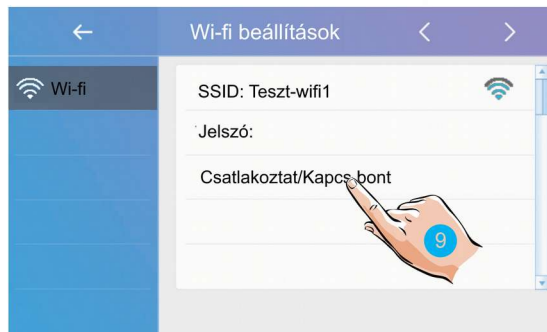 Wi-fi beállítások
Wi-fi
SSID: Teszt-wifi1
Jelszó:
Csatlakoztat/Kapcs bont
9